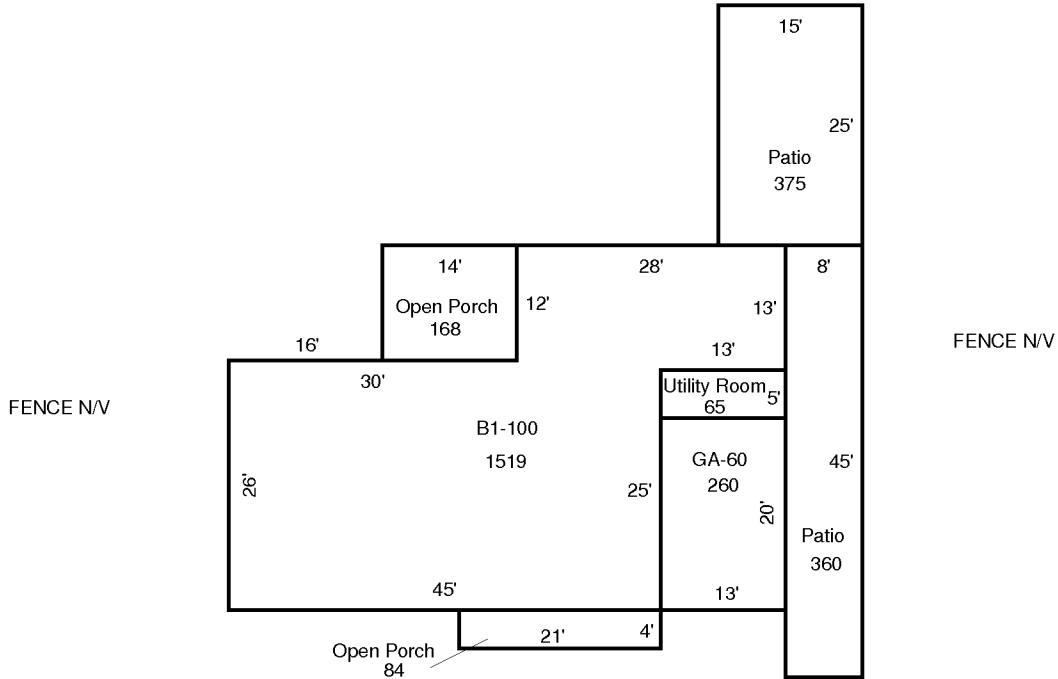 15'
25'
Patio
375
14'
28'
8'
Open Porch
168
12'
13'
16'
13'
FENCE N/V
30'
Utility Room
65
5'
FENCE N/V
B1-100
1519
GA-60
260
45'
26'
25'
20'
Patio
360
45'
13'
21'
4'
Open Porch
84